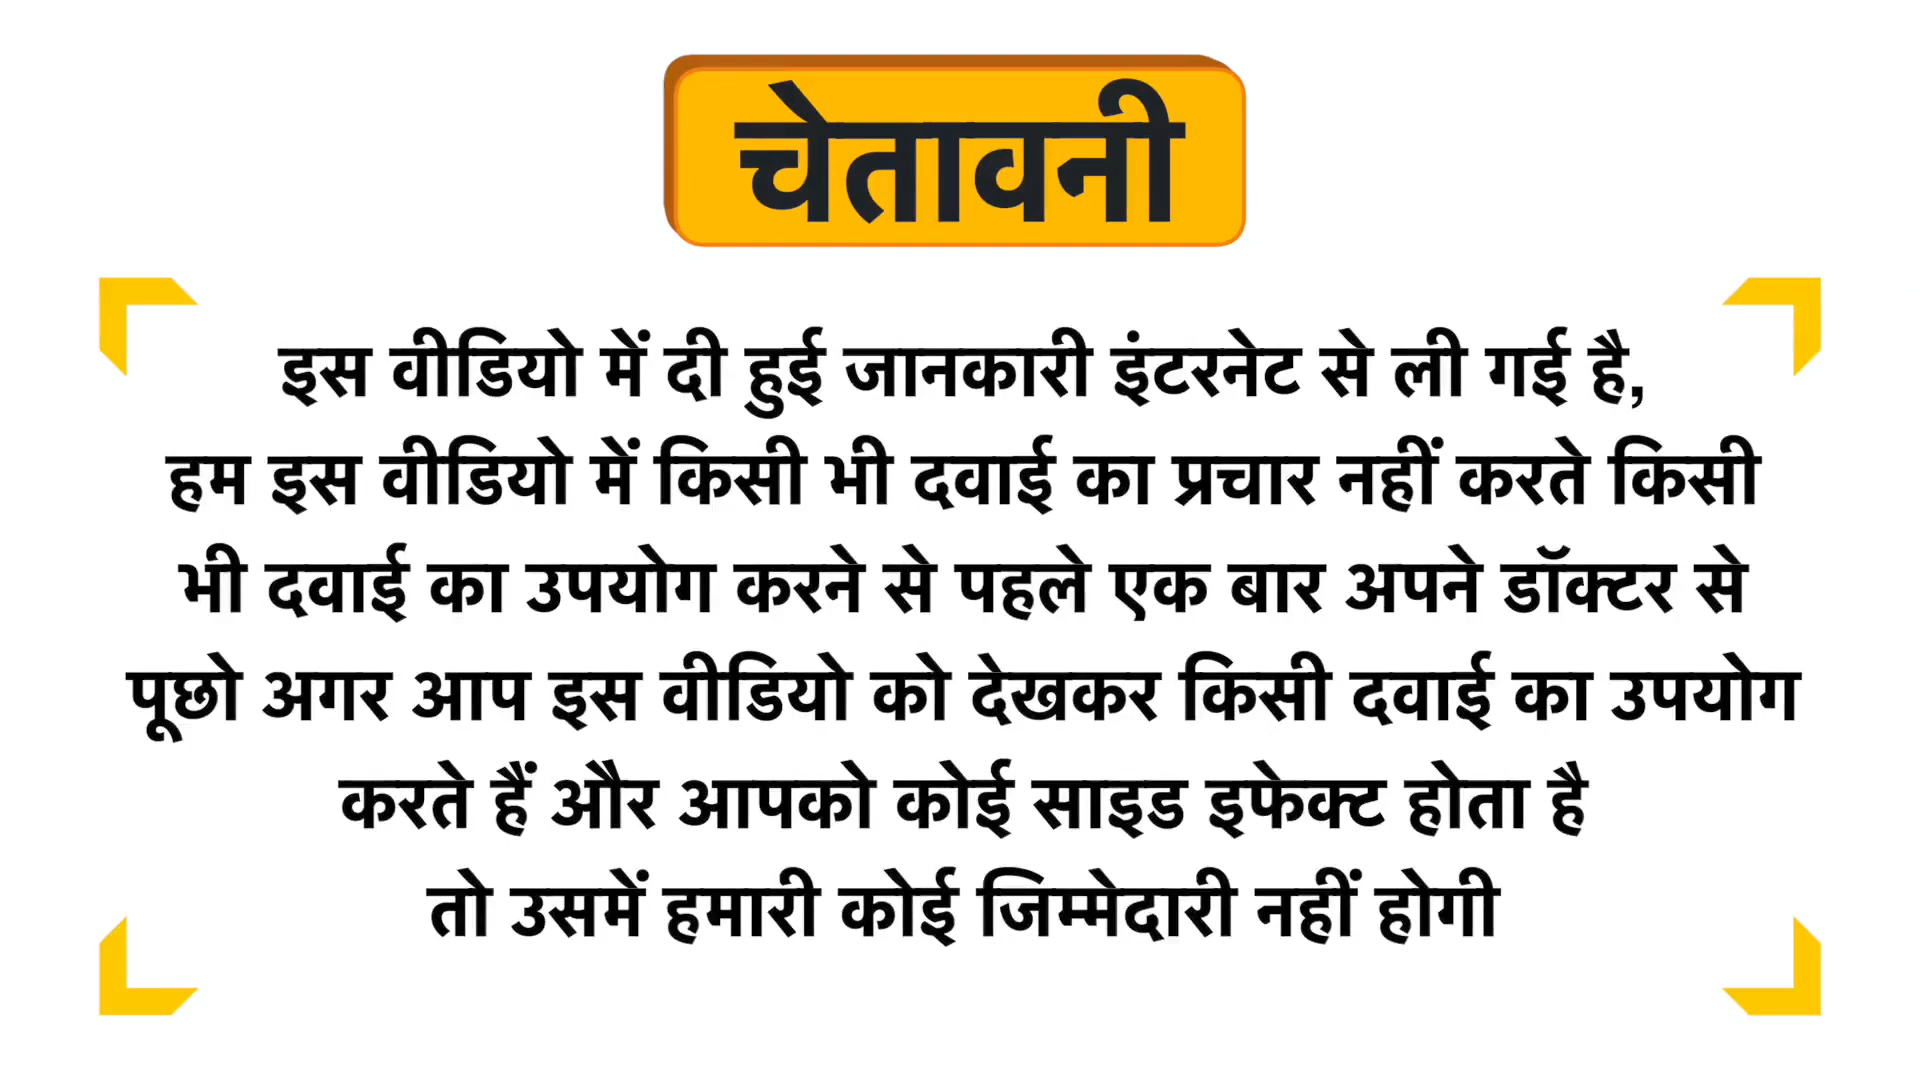 चेतावनी
इस वीडियो में दी हुई जानकारी इंटरनेट से ली गई है,
हम इस वीडियो में किसी भी दवाई का प्रचार नहीं करते किसी
भी दवाई का उपयोग करने से पहले एक बार अपने डॉक्टर से
पूछो अगर आप इस वीडियो को देखकर किसी दवाई का उपयोग
करते हैं और आपको कोई साइड इफेक्ट होता है
तो उसमें हमारी कोई जिम्मेदारी नहीं होगी